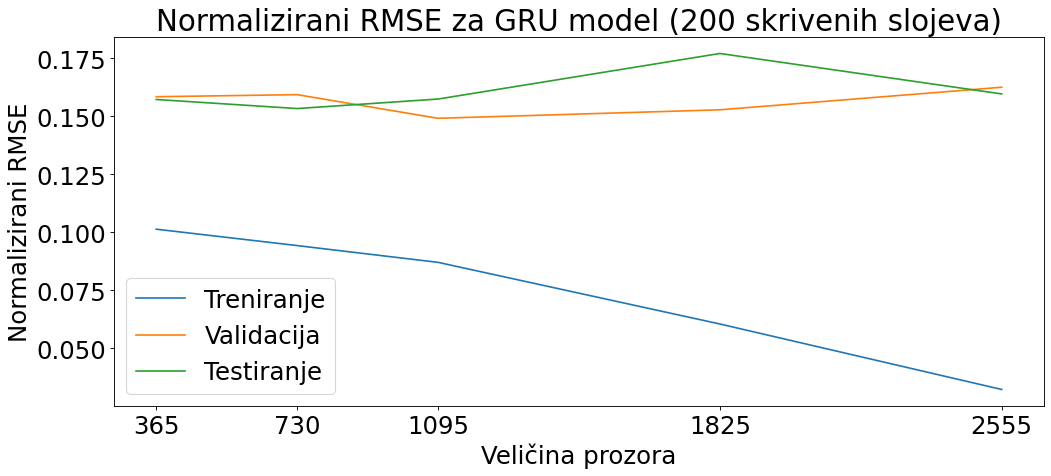 Normalizirani RMSE za GRU model (200 skrivenih slojeva)
Normalizirani RMSE
0.175
0.150
0.125
0.100
0.075
0.050
Treniranje
Validacija
Testiranje
365 730 1095 1825 2555
Veličina prozora